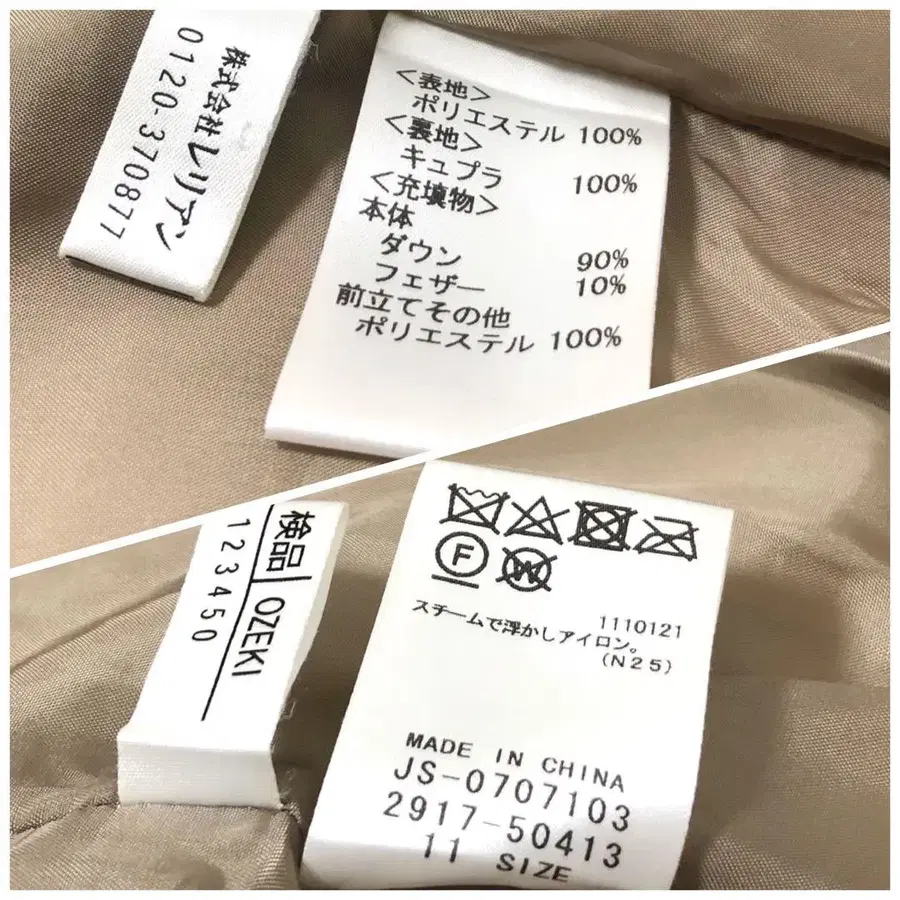 株式会社レリアン
0120-370877
<表地>
ポリエステル 100%
<裏地>
キュプラ 100%
<充填物>
本体
ダウン 90%
フェザー 10%
前立てその他
ポリエステル 100%
検品 OZEKI
123450
F
W
1110121
スチームで浮かしアイロン。
(N25)
MADE IN CHINA
JS-0707103
2917-50413
11 SIZE